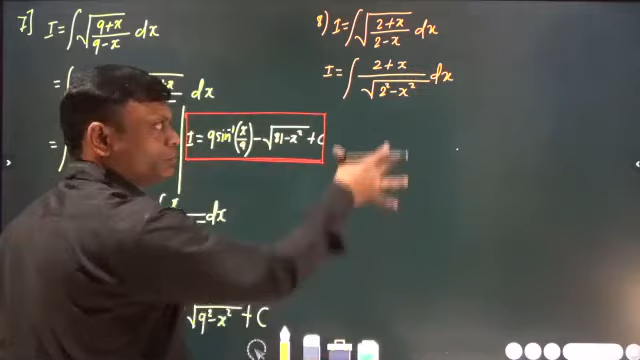 7] I = ∫ √((9+x)/(9-x)) dx
= ∫ dx
=
I = 9 sin⁻¹(x/9) - √(81-x²) + C
dx
√(9²-x²) + C
8) I = ∫ √((2+x)/(2-x)) dx
I = ∫ (2+x)/√(2²-x²) dx